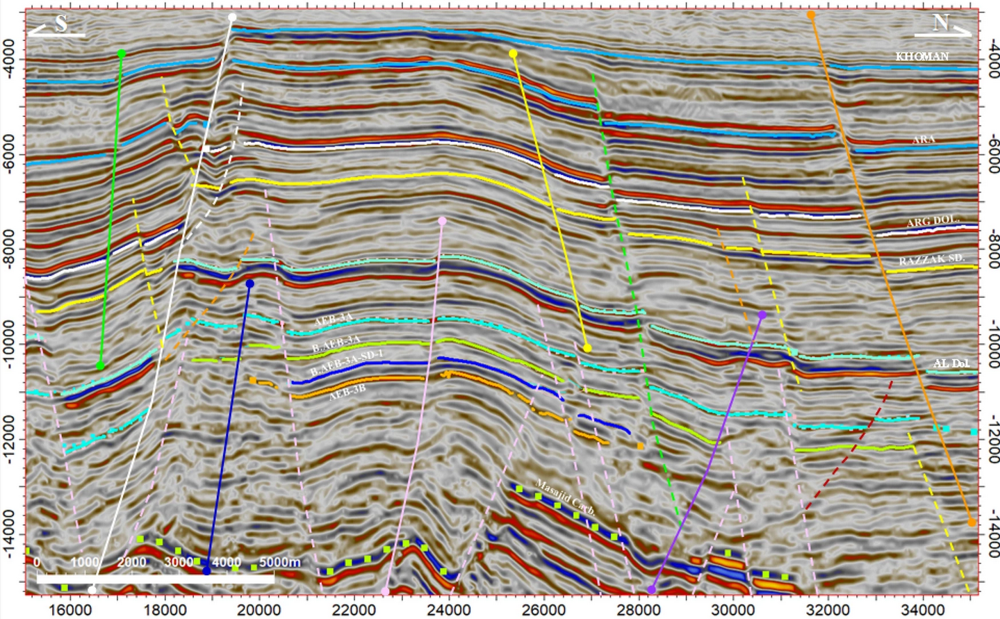 S
N
KHOMAN
ARA
ARG DOL.
RAZZAK SD.
AEB-3A
B.AEB-3A
B.AEB-3A-SD-1
AEB-3B
AL Dol.
Masajid Carb.
0 1000 2000 3000 4000 5000m
-4000
-6000
-8000
-10000
-12000
-14000
-4000
-6000
-8000
-10000
-12000
-14000
16000 18000 20000 22000 24000 26000 28000 30000 32000 34000